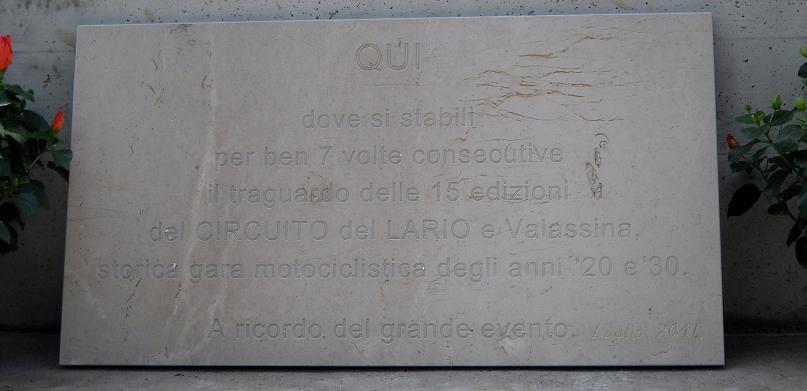 QUI
dove si stabilì
per ben 7 volte consecutive
il traguardo delle 15 edizioni
del CIRCUITO del LARIO e Valassina,
storica gara motociclistica degli anni '20 e '30.
A ricordo del grande evento. Luglio